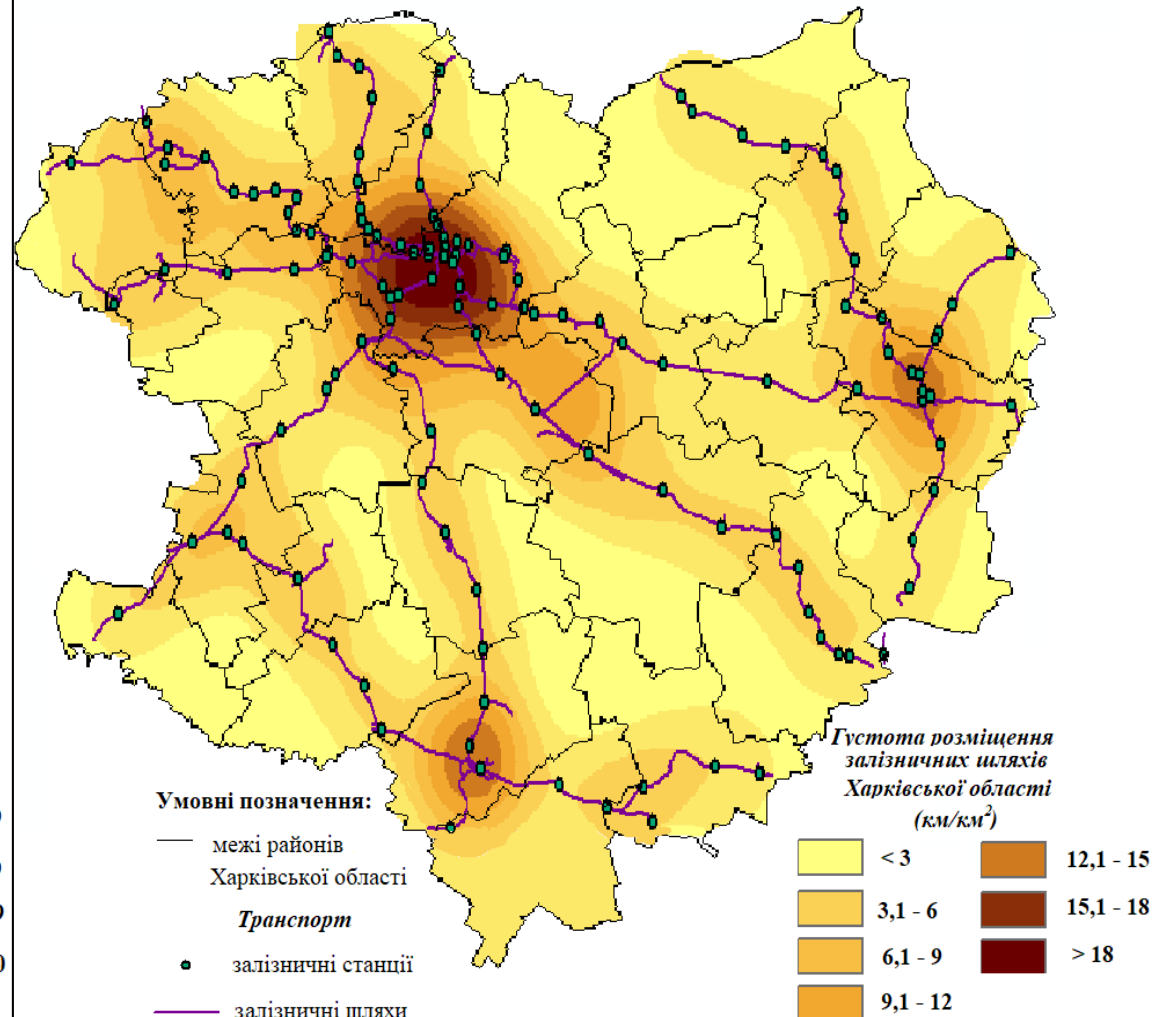 Густота розміщення
залізничних шляхів
Харківської області
(км/км²)
< 3
3,1 - 6
6,1 - 9
9,1 - 12
12,1 - 15
15,1 - 18
> 18
Умовні позначення:
межі районів
Харківської області
Транспорт
залізничні станції
залізничні шляхи